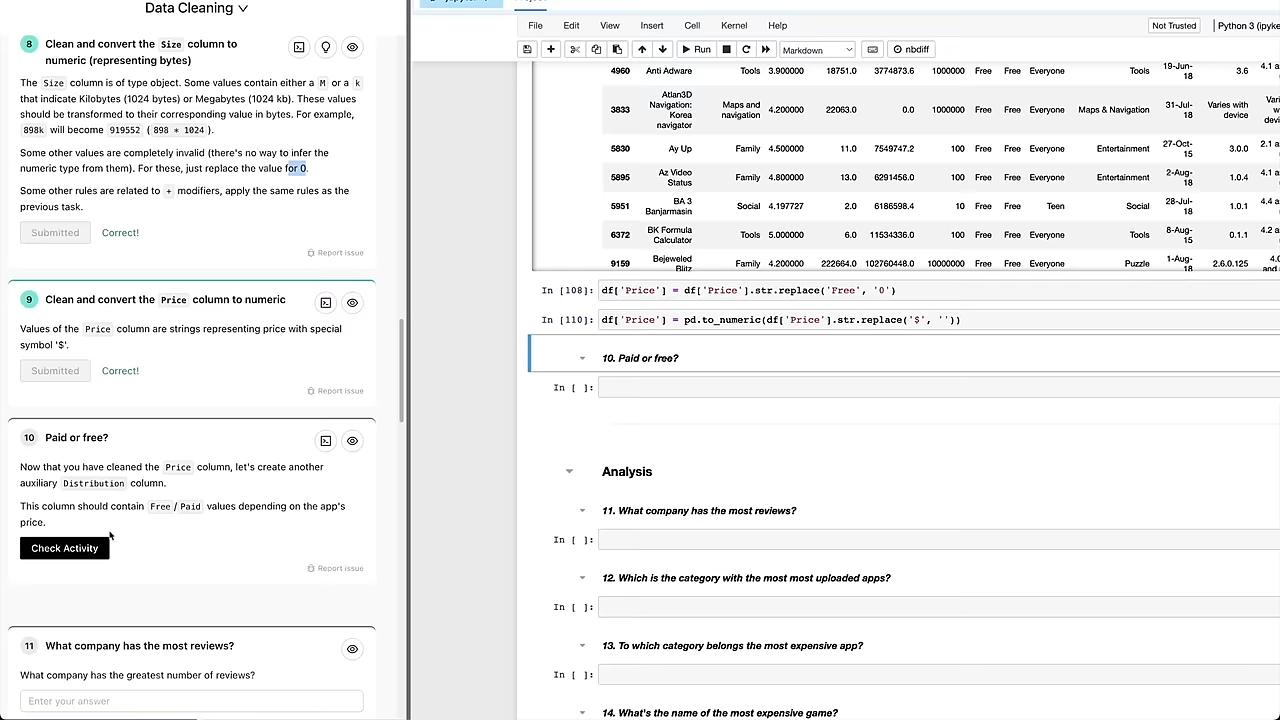 Data Cleaning
8 Clean and convert the Size column to
numeric (representing bytes)
The Size column is of type object. Some values contain either a M or a k
that indicate Kilobytes (1024 bytes) or Megabytes (1024 kb). These values
should be transformed to their corresponding value in bytes. For example,
898k will become 919552 ( 898 * 1024 ).
Some other values are completely invalid (there's no way to infer the
numeric type from them). For these, just replace the value for 0.
Some other rules are related to + modifiers, apply the same rules as the
previous task.
Submitted Correct!
Report issue
9 Clean and convert the Price column to numeric
Values of the Price column are strings representing price with special
symbol '$'.
Submitted Correct!
Report issue
10 Paid or free?
Now that you have cleaned the Price column, let's create another
auxiliary Distribution column.
This column should contain Free / Paid values depending on the app's
price.
Check Activity
Report issue
11 What company has the most reviews?
What company has the greatest number of reviews?
Enter your answer
File Edit View Insert Cell Kernel Help
Not Trusted
Python 3 (ipyke
Run Markdown nbdiff
4960 Anti Adware Tools 3.900000 18751.0 3774873.6 1000000 Free Free Everyone Tools 19-Jun-18 3.6 4.1 a
3833 Atlan3D Navigation: Korea navigator Maps and navigation 4.200000 22063.0 0.0 1000000 Free Free Everyone Maps & Navigation 31-Jul-18 Varies with device
5830 Ay Up Family 4.500000 11.0 7549747.2 100 Free Free Everyone Entertainment 27-Oct-15 3.0.0 2.1 a
5895 Az Video Status Family 4.800000 13.0 6291456.0 100 Free Free Everyone Entertainment 2-Aug-18 1.0.4 4.1 a
5951 BA 3 Banjarmasin Social 4.197727 2.0 6186598.4 10 Free Free Teen Social 28-Jul-18 1.0.1 4.4 a
6372 BK Formula Calculator Tools 5.000000 6.0 11534336.0 100 Free Free Everyone Tools 8-Aug-15 0.1.1 4.2 a
9159 Bejeweled Blitz Family 4.200000 222664.0 102760448.0 10000000 Free Free Everyone Puzzle 1-Aug-18 2.6.0.125
In [108]: df['Price'] = df['Price'].str.replace('Free', '0')
In [110]: df['Price'] = pd.to_numeric(df['Price'].str.replace('$', ''))
10. Paid or free?
In [ ]:
Analysis
11. What company has the most reviews?
In [ ]:
12. Which is the category with the most most uploaded apps?
In [ ]:
13. To which category belongs the most expensive app?
In [ ]:
14. What's the name of the most expensive game?